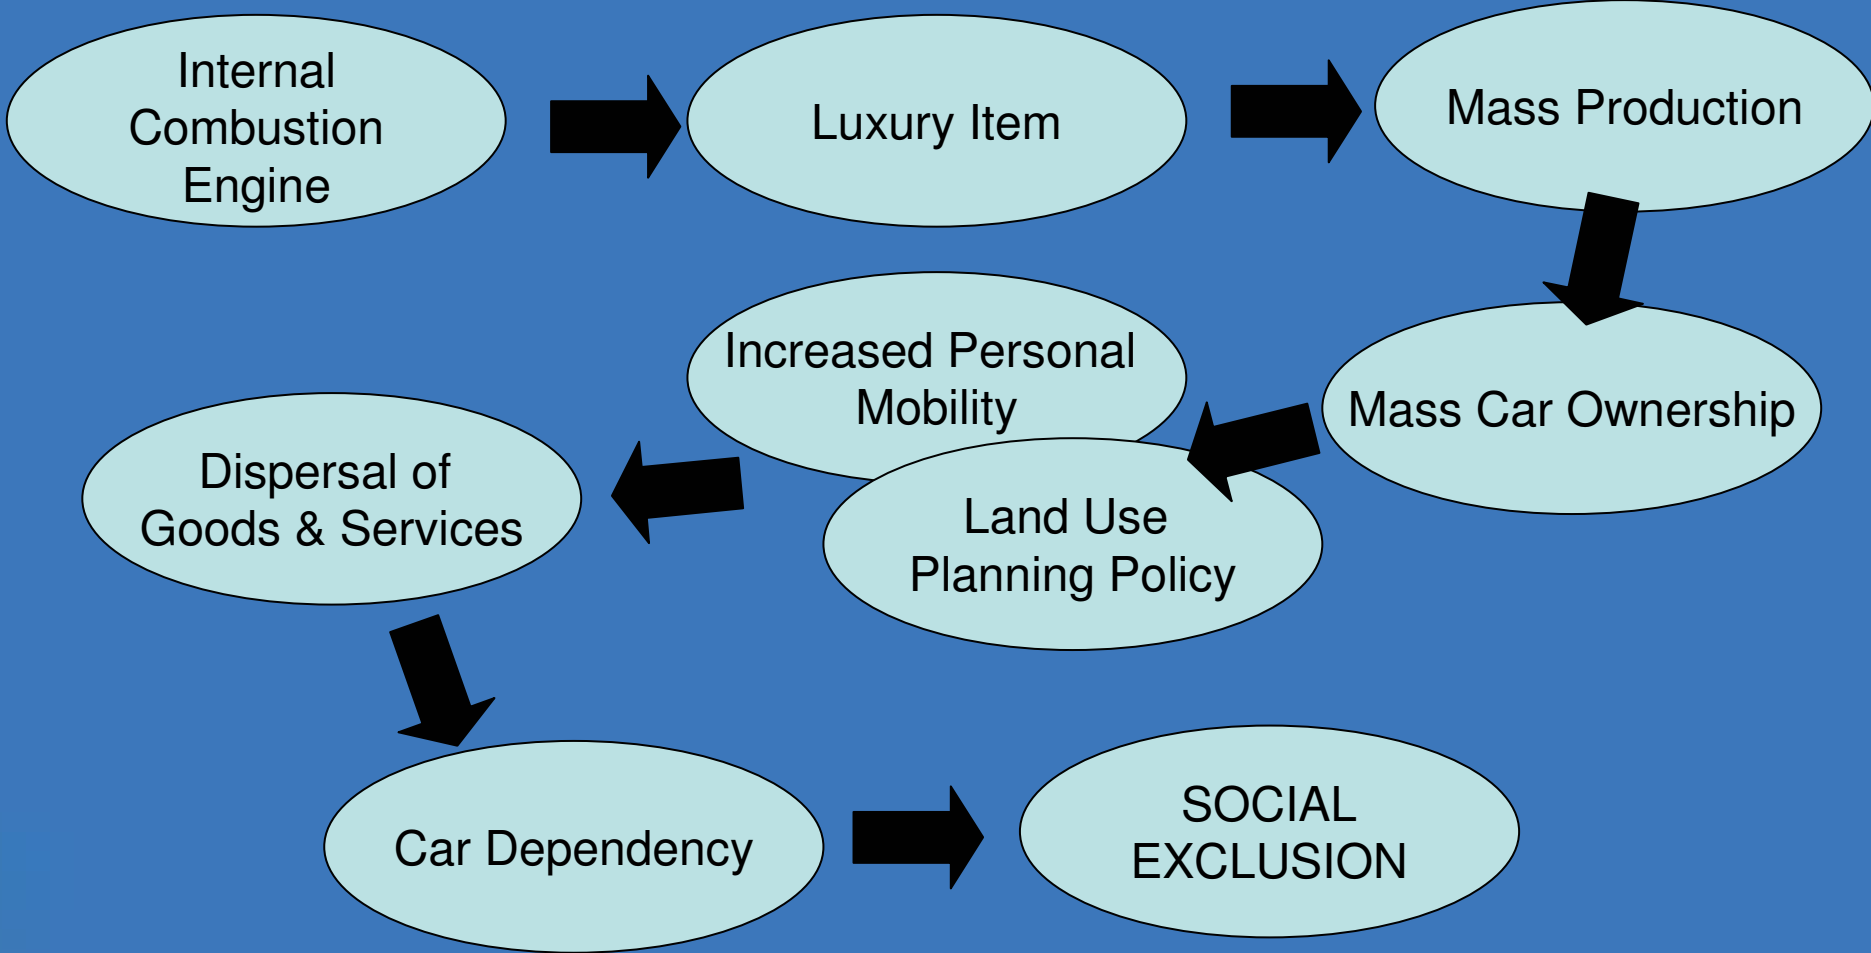 Internal
Combustion
Engine
Luxury Item
Mass Production
Mass Car Ownership
Increased Personal
Mobility
Land Use
Planning Policy
Dispersal of
Goods & Services
Car Dependency
SOCIAL
EXCLUSION